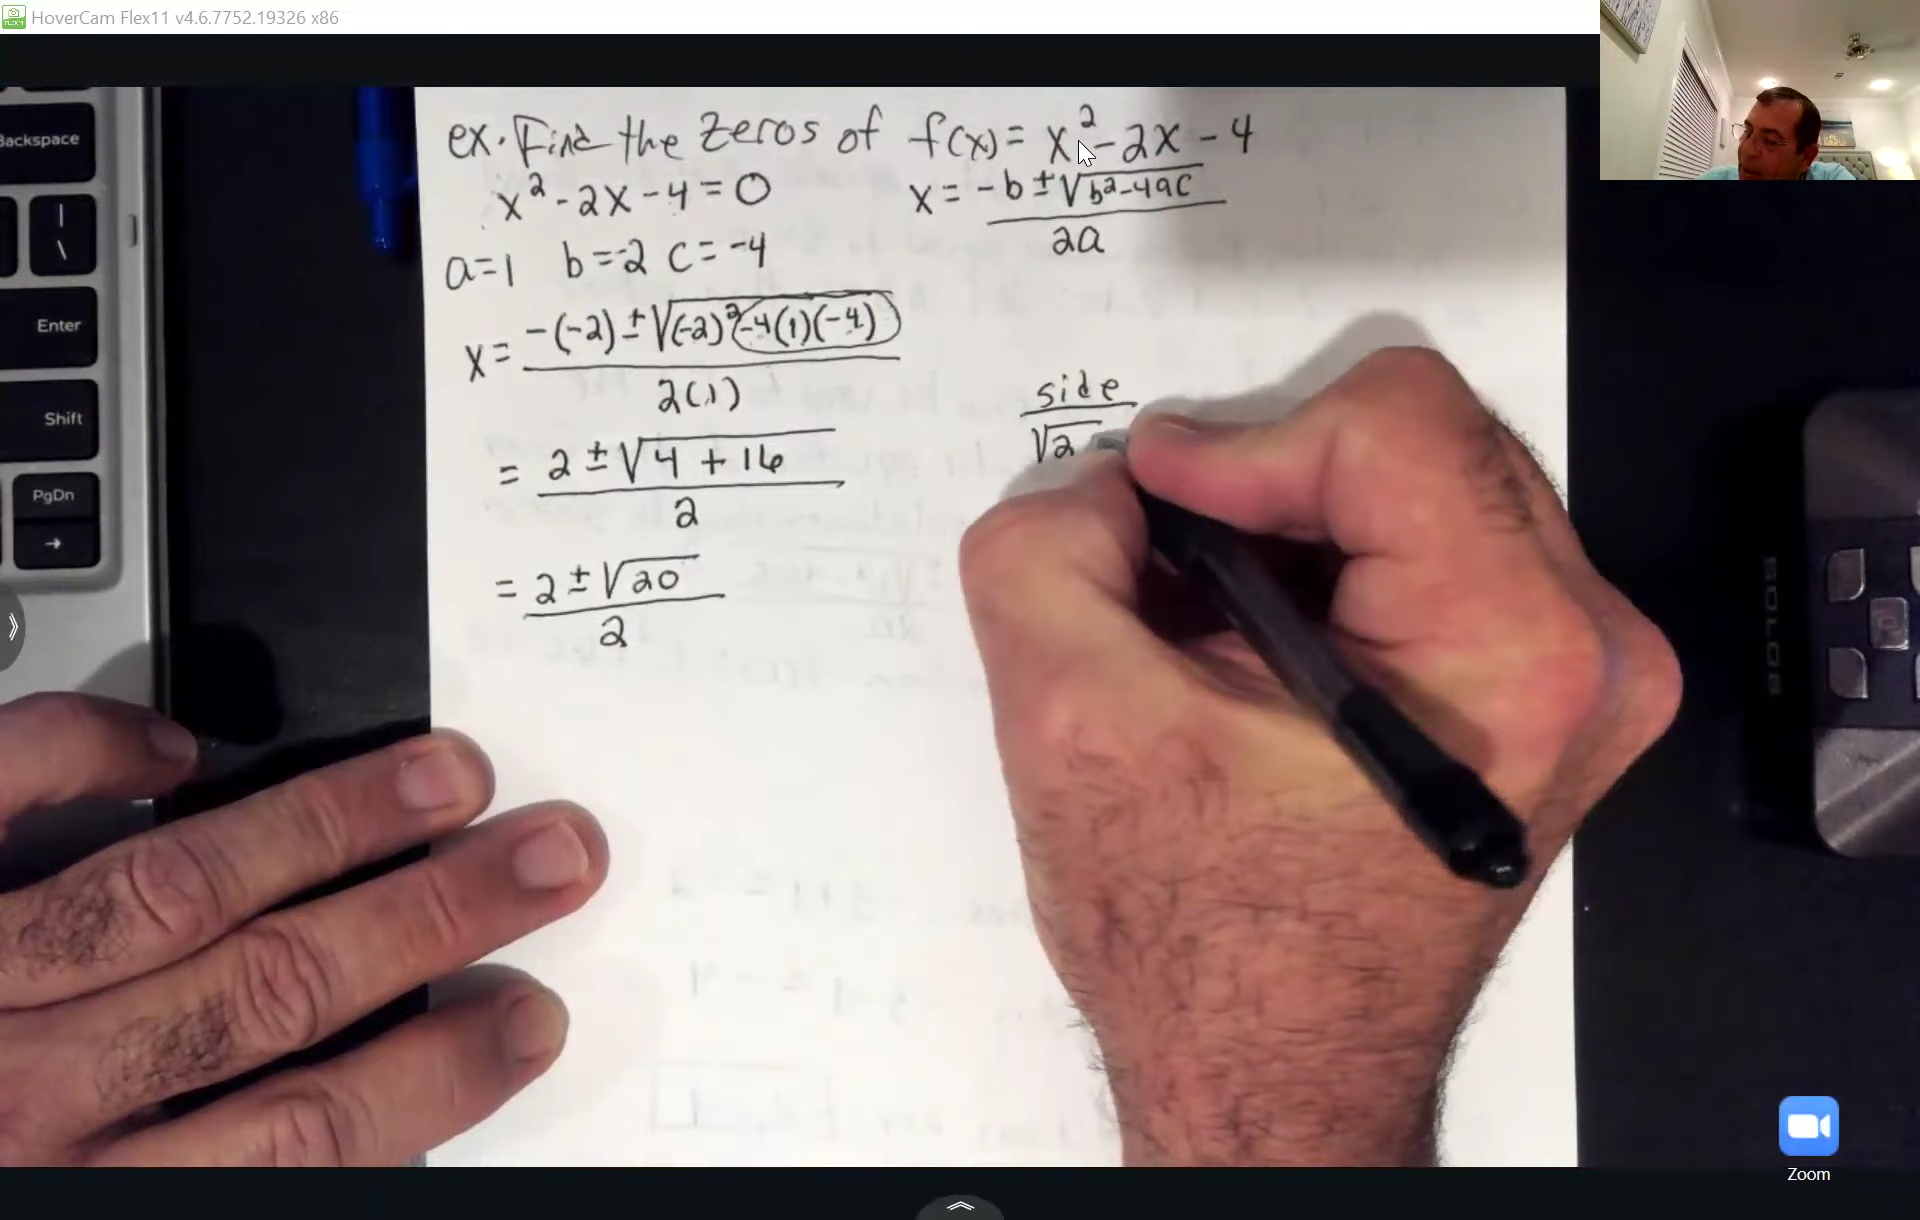 HoverCam Flex11 v4.6.7752.19326 x86
Backspace
| \
Enter
Shift
PgDn
→
ex. Find the zeros of f(x) = x² - 2x - 4
x² - 2x - 4 = 0
x = -b ± √b²-4ac
2a
a=1 b=-2 c=-4
x = -(-2) ± √(-2)² -4(1)(-4)
2(1)
= 2 ± √4 + 16
2
= 2 ± √20
2
side
√2
SOLO8
Zoom